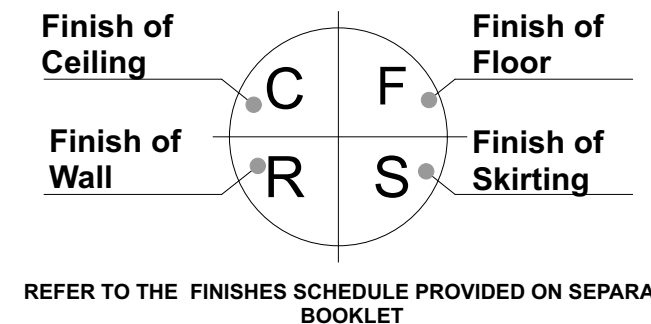 Finish of
Ceiling
C
F
Finish of
Floor
Finish of
Wall
R
S
Finish of
Skirting
REFER TO THE FINISHES SCHEDULE PROVIDED ON SEPARA
BOOKLET